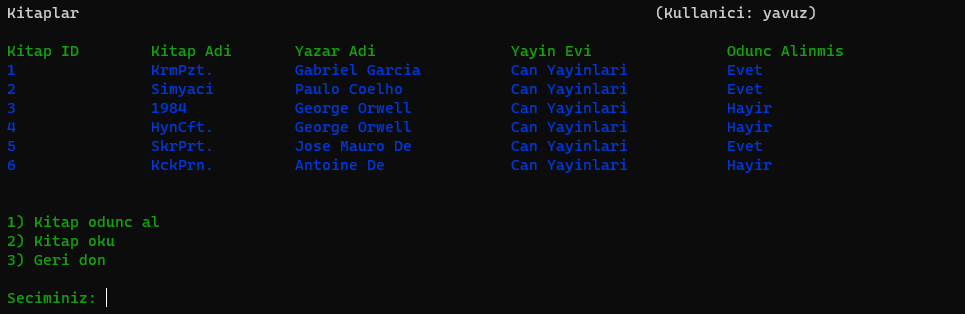 Kitaplar (Kullanici: yavuz)
Kitap ID Kitap Adi Yazar Adi Yayin Evi Odunc Alinmis
1 KrmPzt. Gabriel Garcia Can Yayinlari Evet
2 Simyaci Paulo Coelho Can Yayinlari Evet
3 1984 George Orwell Can Yayinlari Hayir
4 HynCft. George Orwell Can Yayinlari Hayir
5 SkrPrt. Jose Mauro De Can Yayinlari Evet
6 KckPrn. Antoine De Can Yayinlari Hayir
1) Kitap odunc al
2) Kitap oku
3) Geri don
Seciminiz: